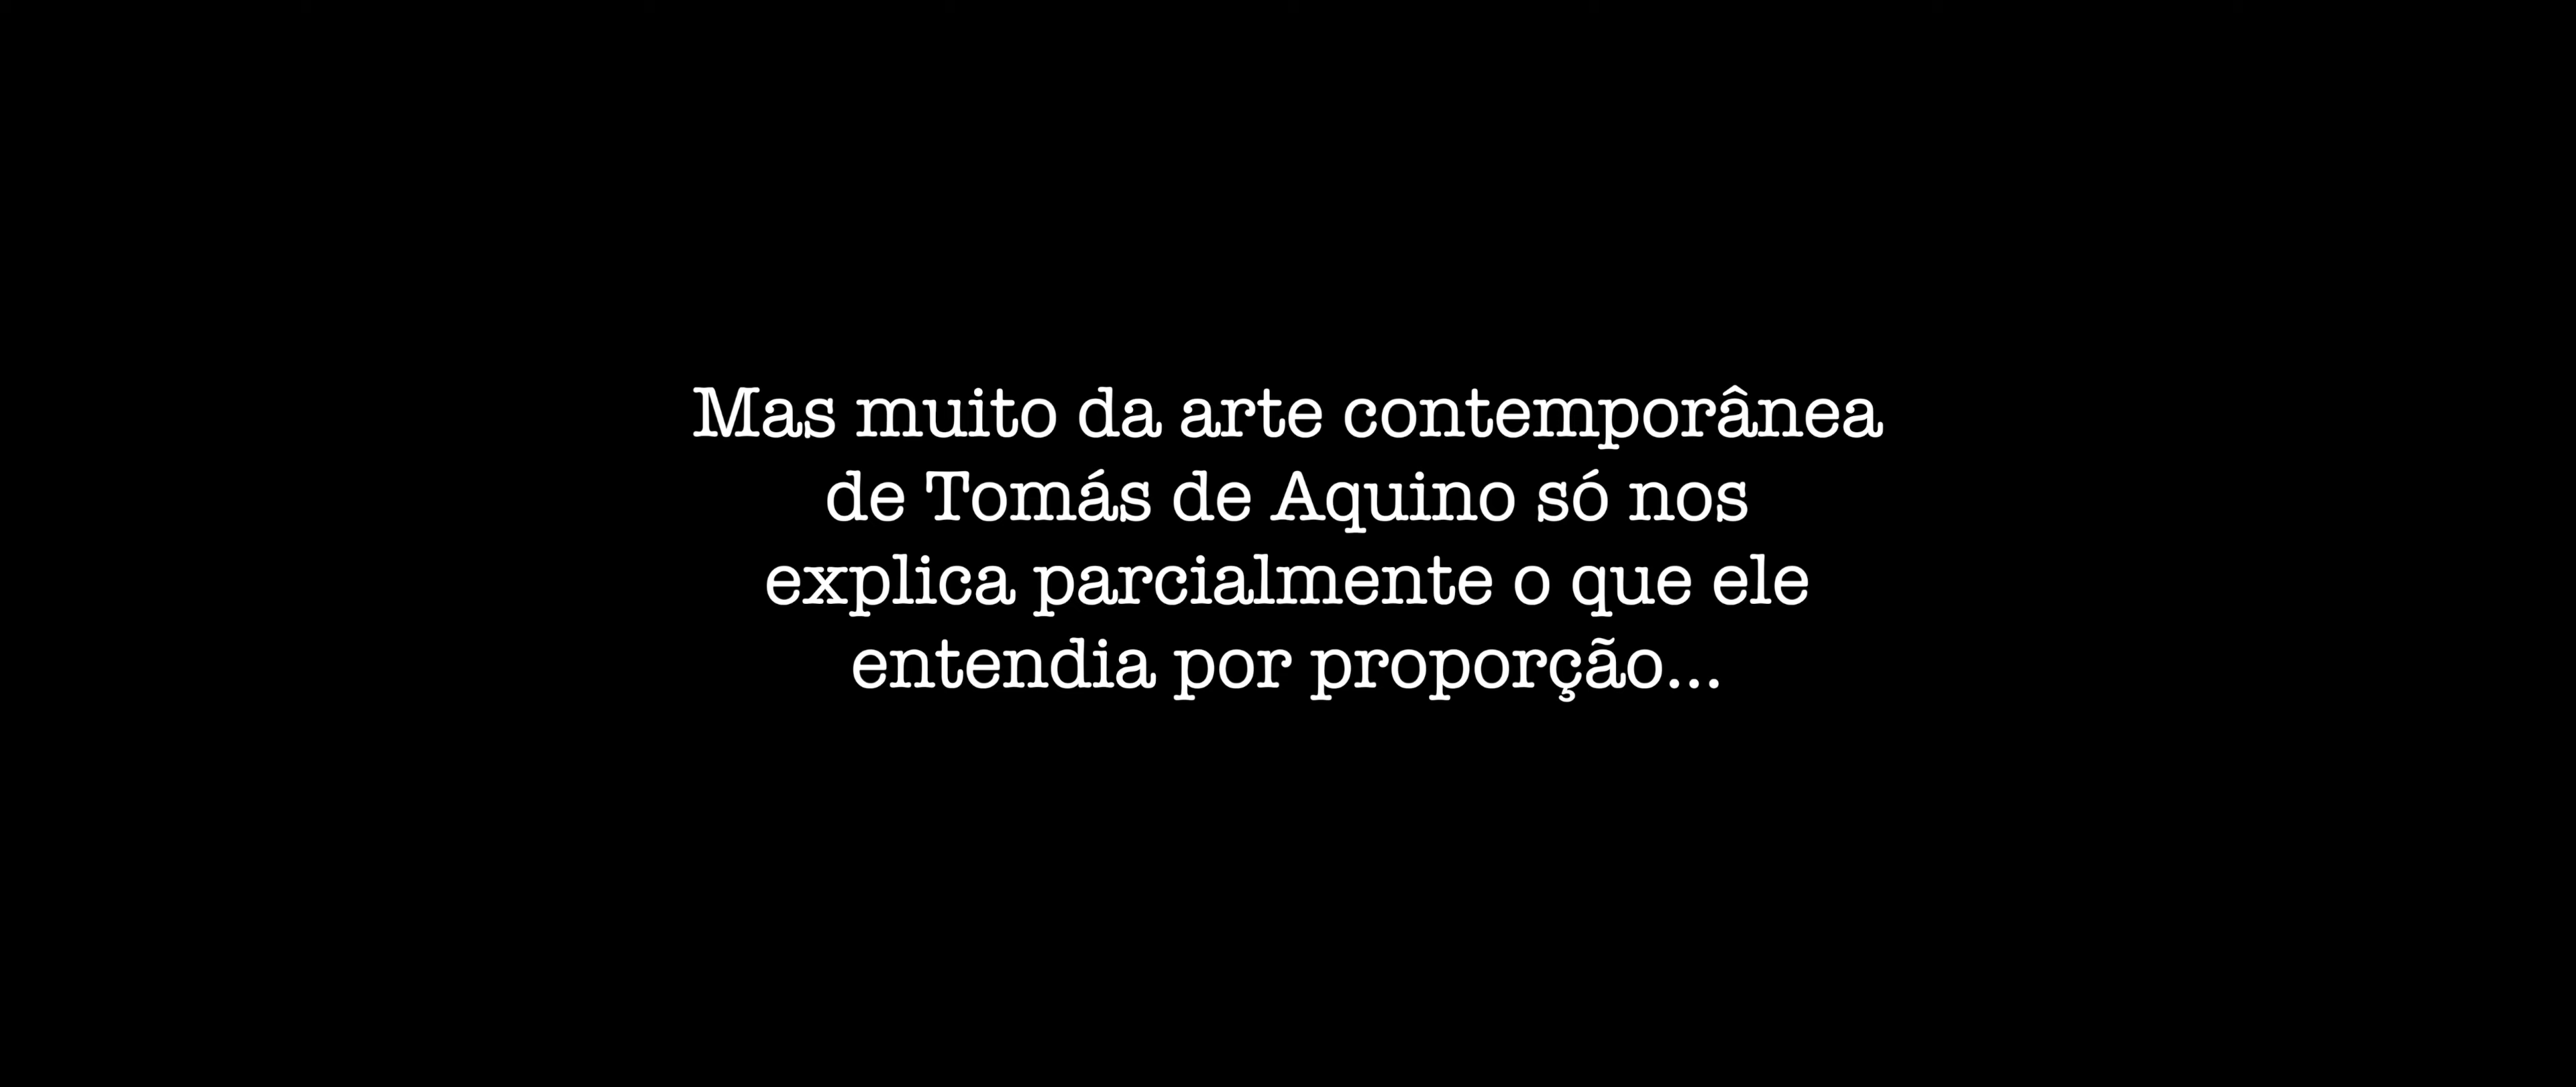 Mas muito da arte contemporânea
de Tomás de Aquino só nos
explica parcialmente o que ele
entendia por proporção...